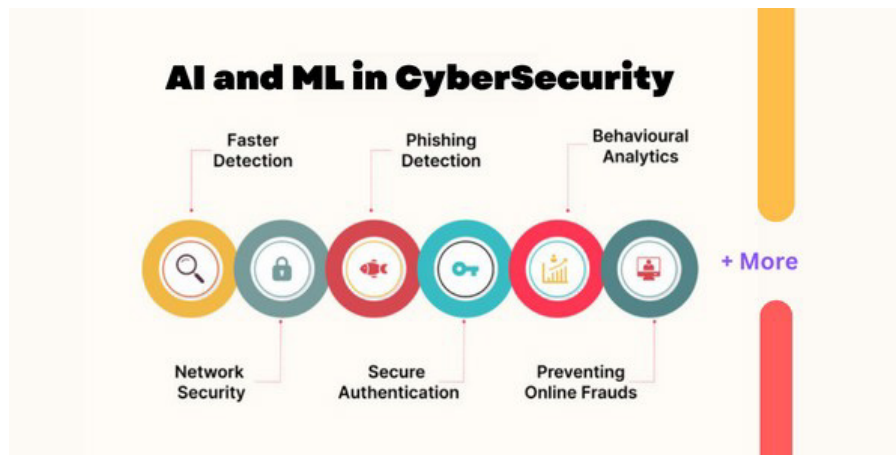 AI and ML in CyberSecurity
Faster
Detection
Phishing
Detection
Behavioural
Analytics
+ More
Network
Security
Secure
Authentication
Preventing
Online Frauds